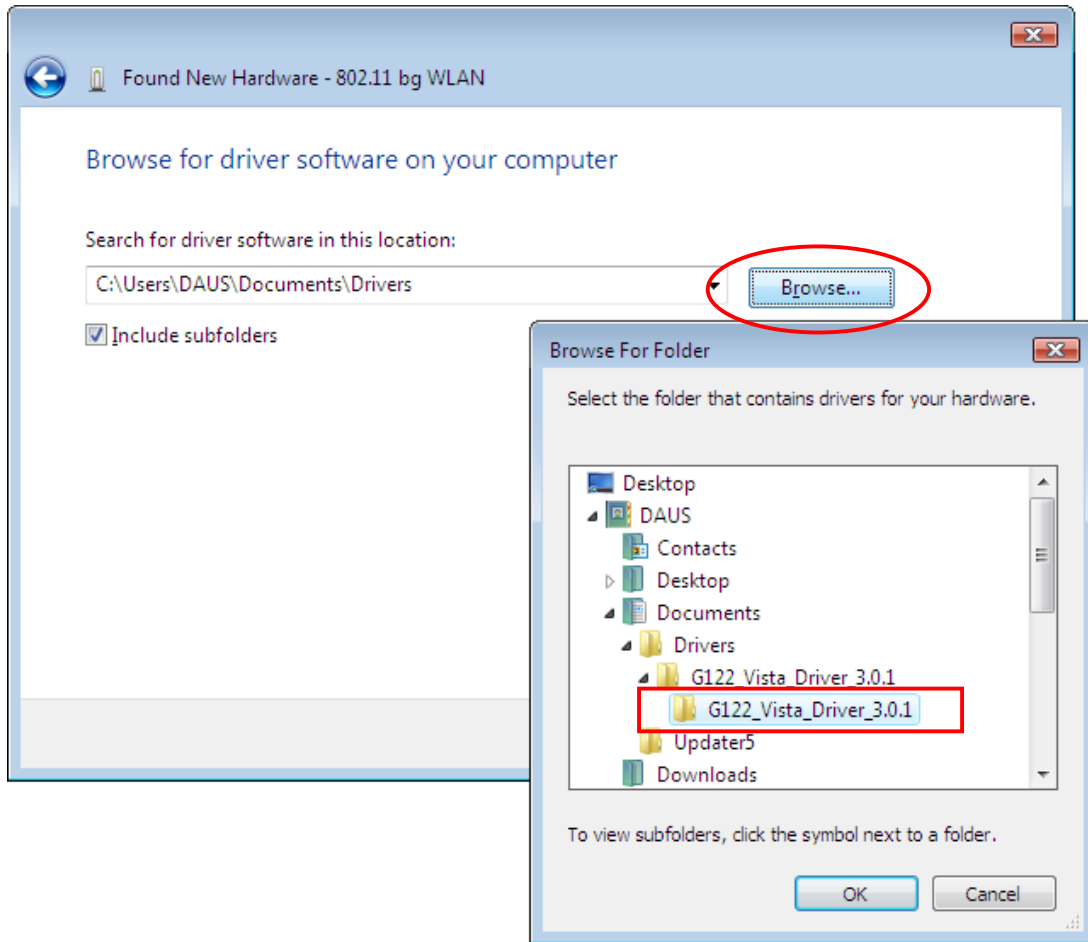 Found New Hardware - 802.11 bg WLAN
Browse for driver software on your computer
Search for driver software in this location:
C:\Users\DAUS\Documents\Drivers
Browse...
Include subfolders
Browse For Folder
Select the folder that contains drivers for your hardware.
Desktop
DAUS
Contacts
Desktop
Documents
Drivers
G122_Vista_Driver_3.0.1
G122_Vista_Driver_3.0.1
Updater5
Downloads
To view subfolders, click the symbol next to a folder.
OK
Cancel